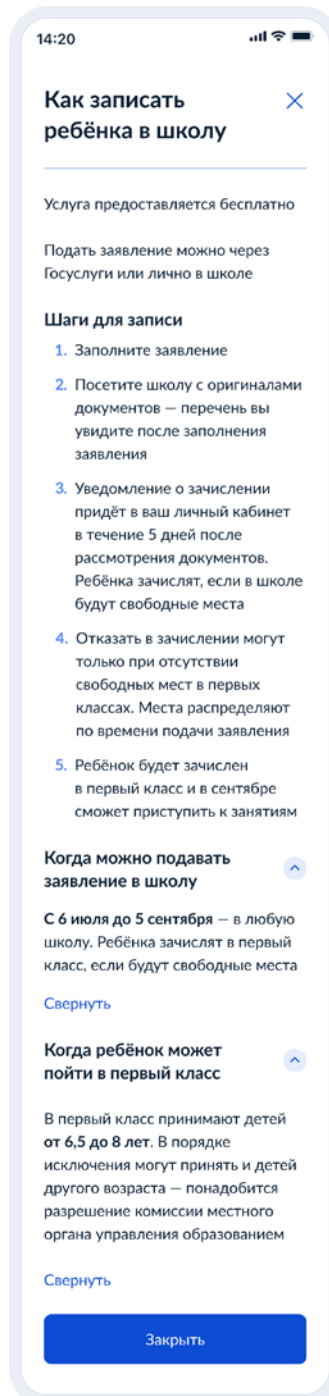 14:20
Как записать
ребёнка в школу
Услуга предоставляется бесплатно
Подать заявление можно через
Госуслуги или лично в школе
Шаги для записи
1. Заполните заявление
2. Посетите школу с оригиналами
документов — перечень вы
увидите после заполнения
заявления
3. Уведомление о зачислении
придёт в ваш личный кабинет
в течение 5 дней после
рассмотрения документов.
Ребёнка зачислят, если в школе
будут свободные места
4. Отказать в зачислении могут
только при отсутствии
свободных мест в первых
классах. Места распределяют
по времени подачи заявления
5. Ребёнок будет зачислен
в первый класс и в сентябре
сможет приступить к занятиям
Когда можно подавать
заявление в школу
С 6 июля до 5 сентября — в любую
школу. Ребёнка зачислят в первый
класс, если будут свободные места
Свернуть
Когда ребёнок может
пойти в первый класс
В первый класс принимают детей
от 6,5 до 8 лет. В порядке
исключения могут принять и детей
другого возраста — понадобится
разрешение комиссии местного
органа управления образованием
Свернуть
Закрыть